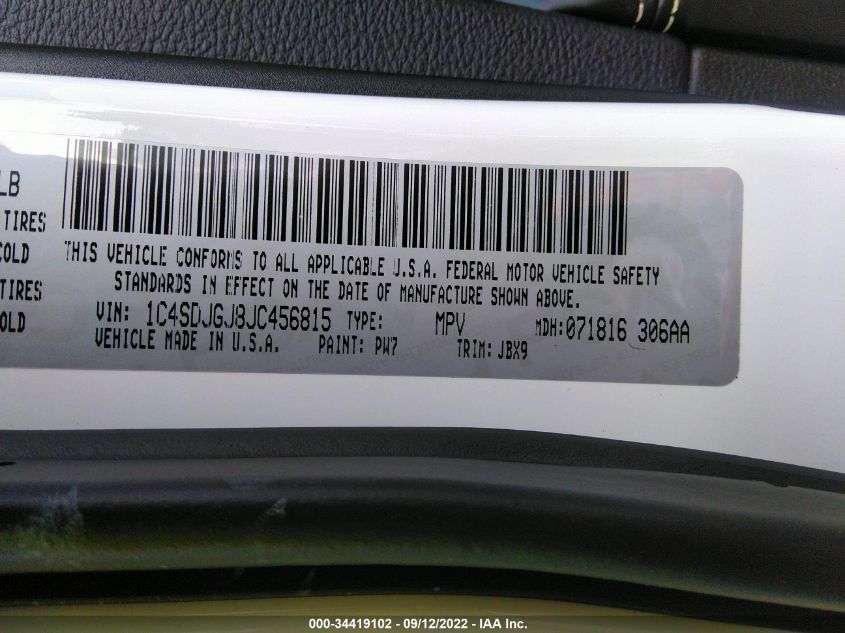 LB
TIRES
COLD
TIRES
OLD
THIS VEHICLE CONFORMS TO ALL APPLICABLE U.S.A. FEDERAL MOTOR VEHICLE SAFETY
STANDARDS IN EFFECT ON THE DATE OF MANUFACTURE SHOWN ABOVE.
VIN: 1C4SDJGJ8JC456815 TYPE: MPV MDH:071816 306AA
VEHICLE MADE IN U.S.A. PAINT: PW7 TRIM: JBX9
000-34419102 - 09/12/2022 - IAA Inc.